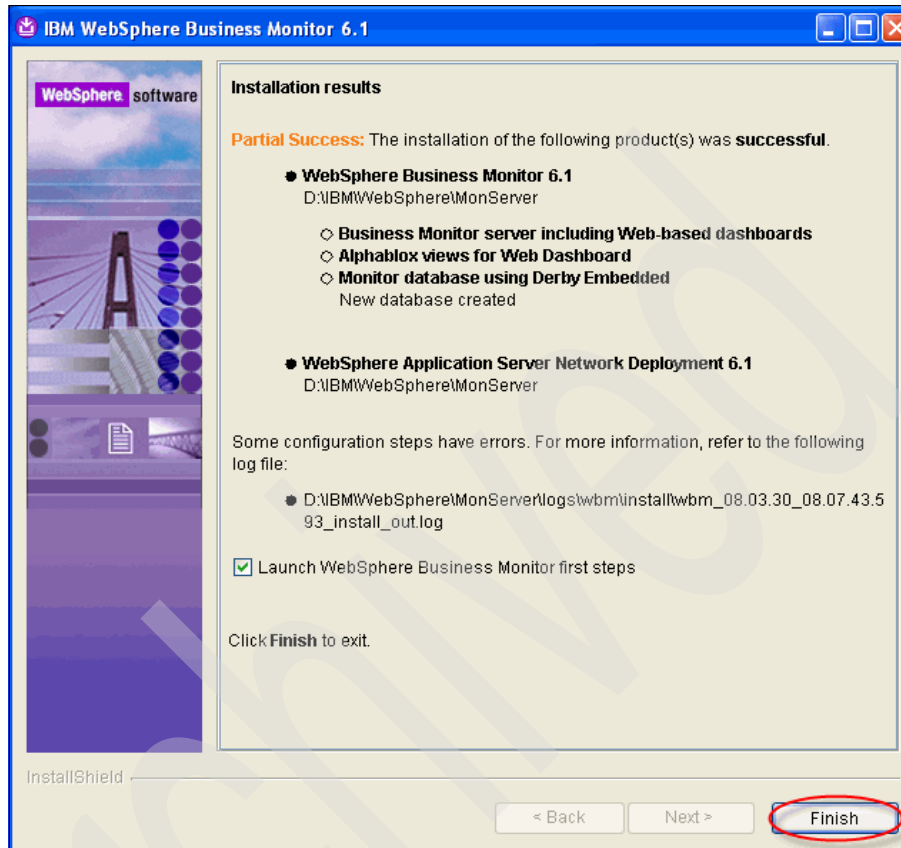 IBM WebSphere Business Monitor 6.1
WebSphere. software
Installation results
Partial Success: The installation of the following product(s) was successful.
WebSphere Business Monitor 6.1
D:\IBM\WebSphere\MonServer
Business Monitor server including Web-based dashboards
Alphablox views for Web Dashboard
Monitor database using Derby Embedded
New database created
WebSphere Application Server Network Deployment 6.1
D:\IBM\WebSphere\MonServer
Some configuration steps have errors. For more information, refer to the following
log file:
D:\IBM\WebSphere\MonServer\logs\wbm\install\wbm_08.03.30_08.07.43.5
93_install_out.log
Launch WebSphere Business Monitor first steps
Click Finish to exit.
InstallShield
< Back
Next >
Finish
Archived